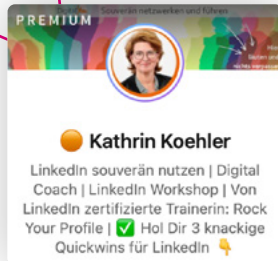 PREMIUM
Souverän netzwerken und führen
🟠 Kathrin Koehler
LinkedIn souverän nutzen | Digital
Coach | LinkedIn Workshop | Von
LinkedIn zertifizierte Trainerin: Rock
Your Profile | ✅ Hol Dir 3 knackige
Quickwins für LinkedIn 👇